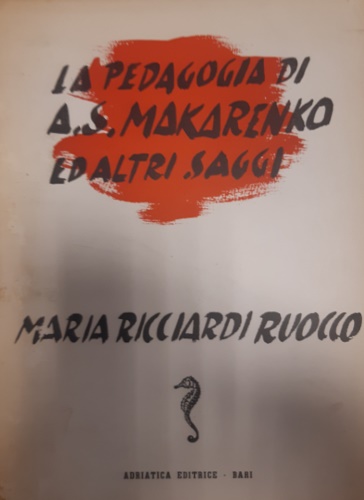 LA PEDAGOGIA DI
A.S. MAKARENKO
ED ALTRI SAGGI
MARIA RICCIARDI RUOCCO
ADRIATICA EDITRICE · BARI